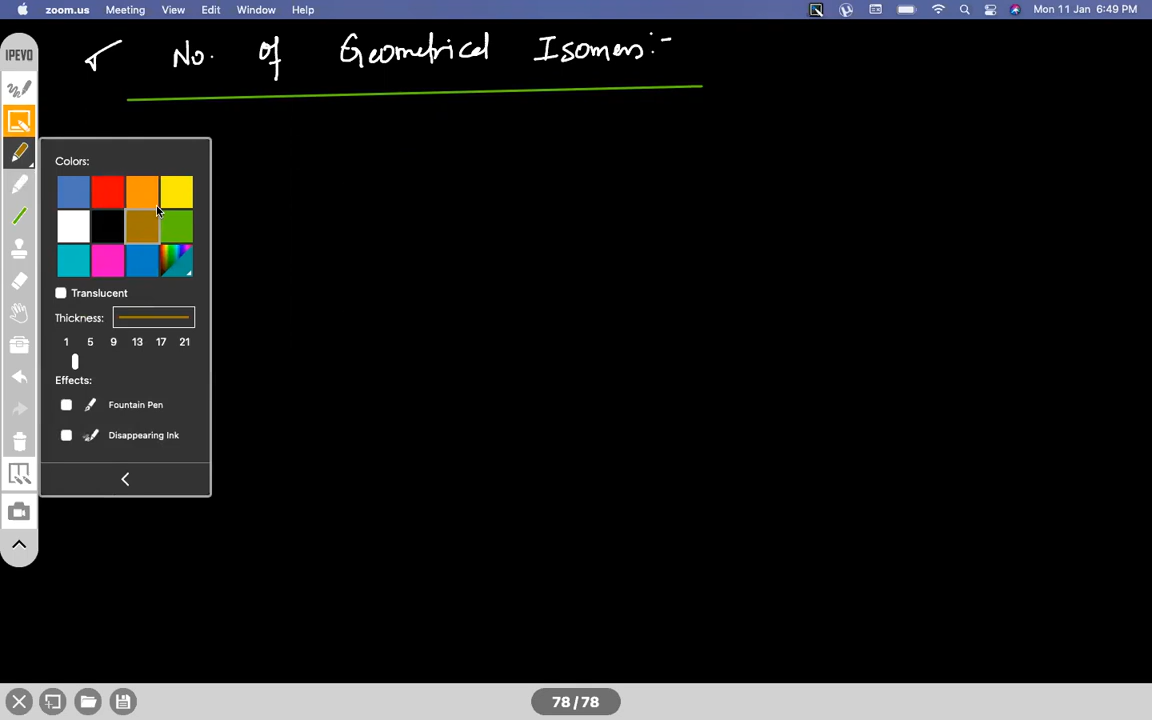 zoom.us Meeting View Edit Window Help Mon 11 Jan 6:49 PM
No. of Geometrical Isomers:-
IPEVO
Colors:
Translucent
Thickness:
1 5 9 13 17 21
Effects:
Fountain Pen
Disappearing Ink
78 / 78